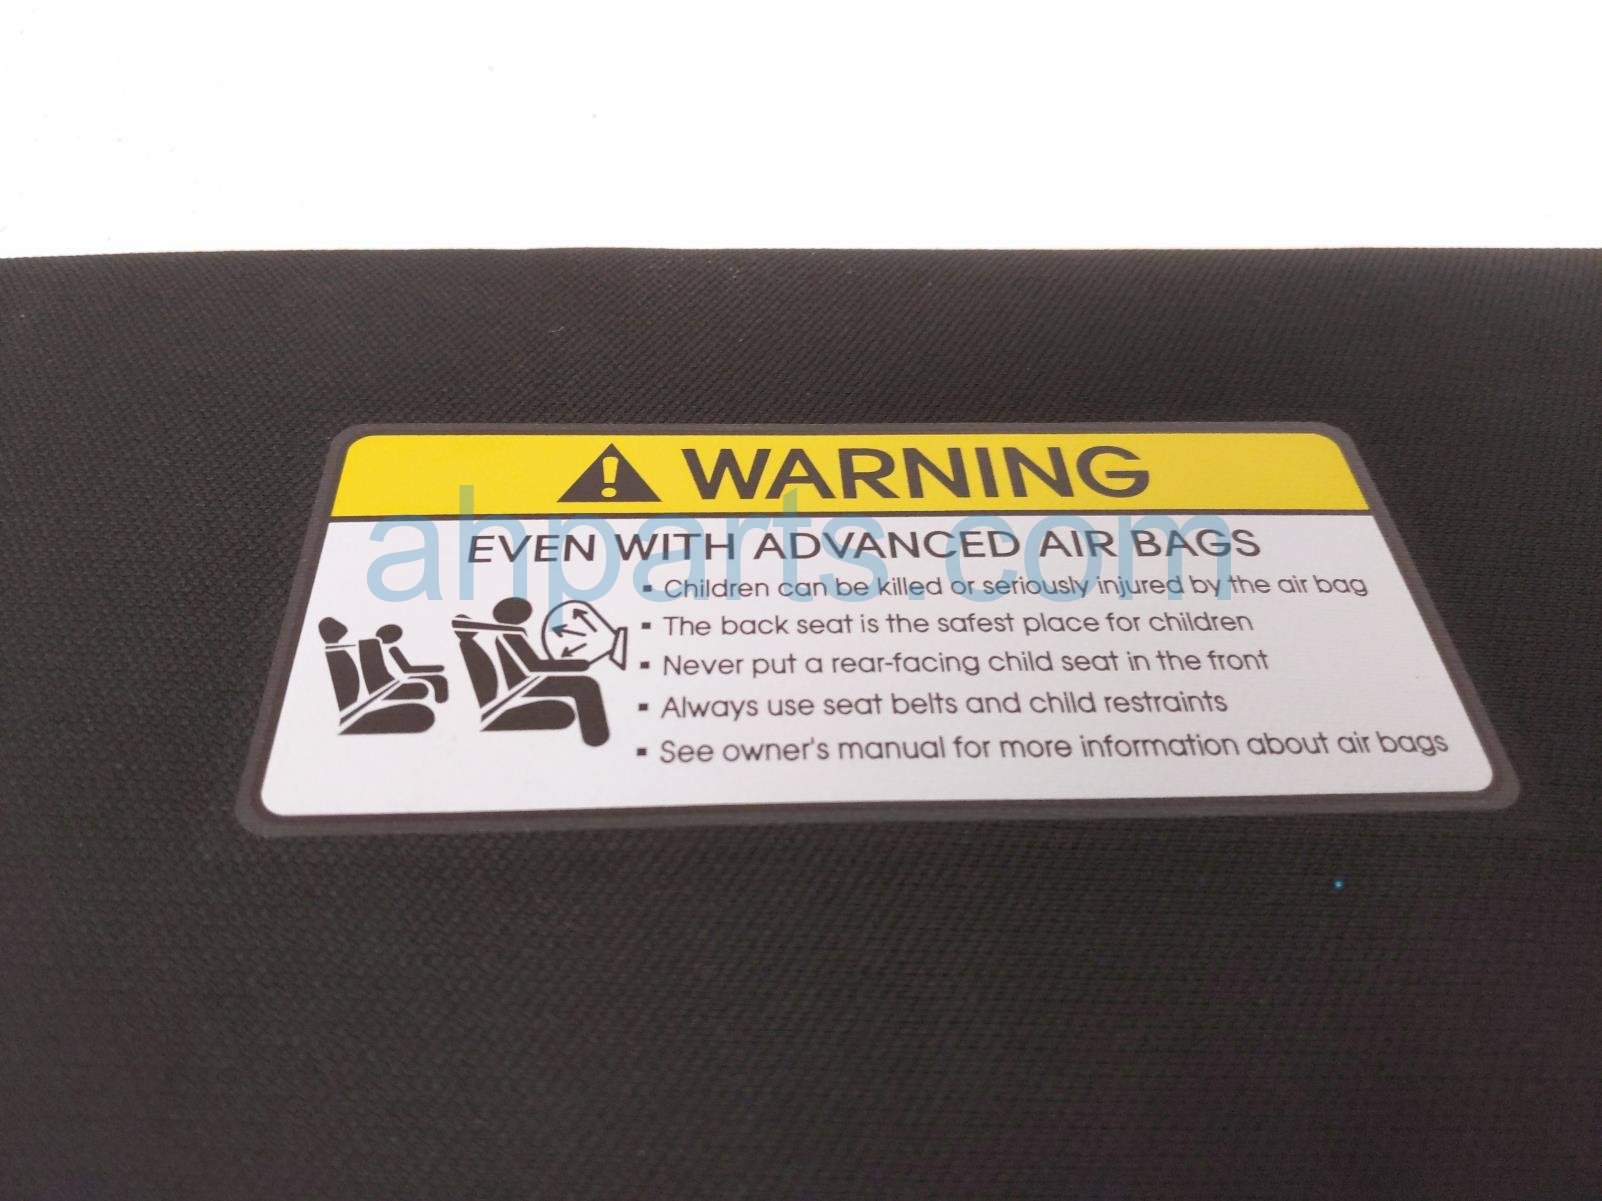 WARNING
EVEN WITH ADVANCED AIR BAGS
▪ Children can be killed or seriously injured by the air bag
▪ The back seat is the safest place for children
▪ Never put a rear-facing child seat in the front
▪ Always use seat belts and child restraints
▪ See owner's manual for more information about air bags
ahparts.com